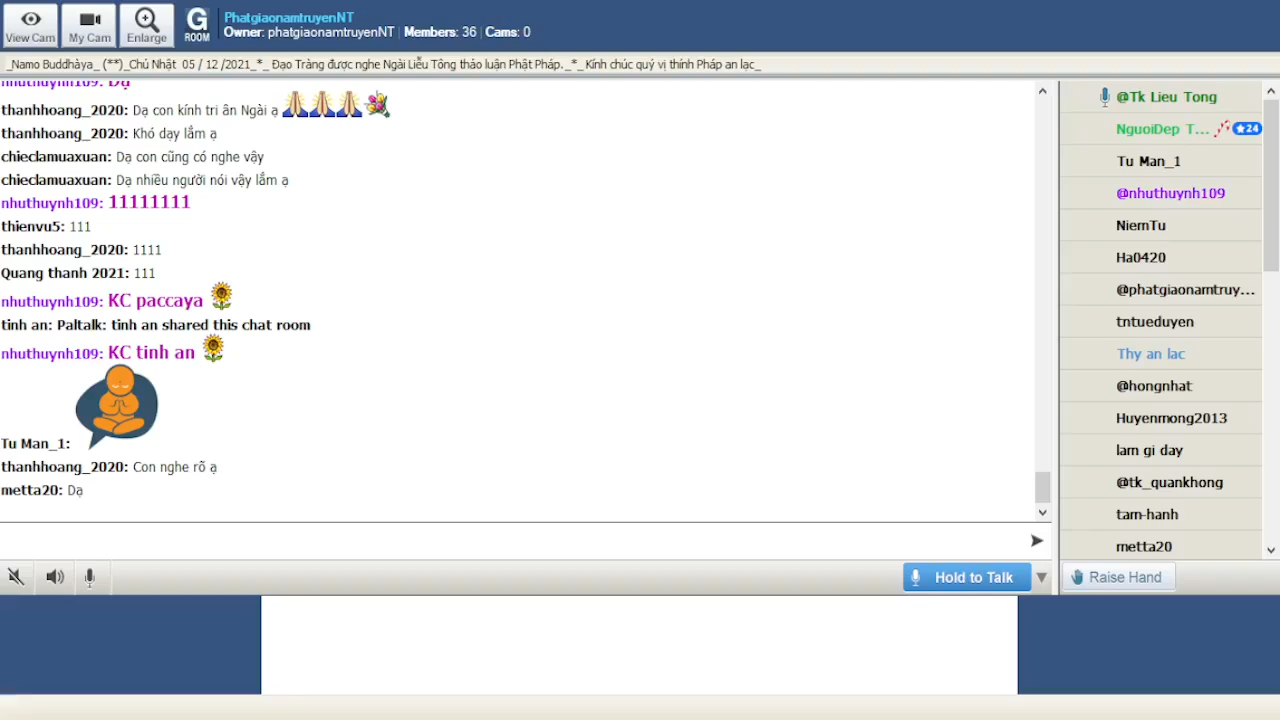 View Cam
My Cam
Enlarge
G
ROOM
PhatgiaonamtruyenNT
Owner: phatgiaonamtruyenNT | Members: 36 | Cams: 0
_Namo Buddhàya_ (**)_Chủ Nhật 05 / 12 /2021_*_ Đạo Tràng được nghe Ngài Liễu Tông thảo luận Phật Pháp._*_Kính chúc quý vị thính Pháp an lạc_
nhuthuynh109: Dạ
thanhhoang_2020: Dạ con kính tri ân Ngài ạ
thanhhoang_2020: Khó dạy lắm ạ
chieclamuaxuan: Dạ con cũng có nghe vậy
chieclamuaxuan: Dạ nhiều người nói vậy lắm ạ
nhuthuynh109: 11111111
thienvu5: 111
thanhhoang_2020: 1111
Quang thanh 2021: 111
nhuthuynh109: KC paccaya
tinh an: Paltalk: tinh an shared this chat room
nhuthuynh109: KC tinh an
Tu Man_1:
thanhhoang_2020: Con nghe rõ ạ
metta20: Dạ
@Tk Lieu Tong
NguoiDep T... 24
Tu Man_1
@nhuthuynh109
NiemTu
Ha0420
@phatgiaonamtruy...
tntueduyen
Thy an lac
@hongnhat
Huyenmong2013
lam gi day
@tk_quankhong
tam-hanh
metta20
Hold to Talk
Raise Hand